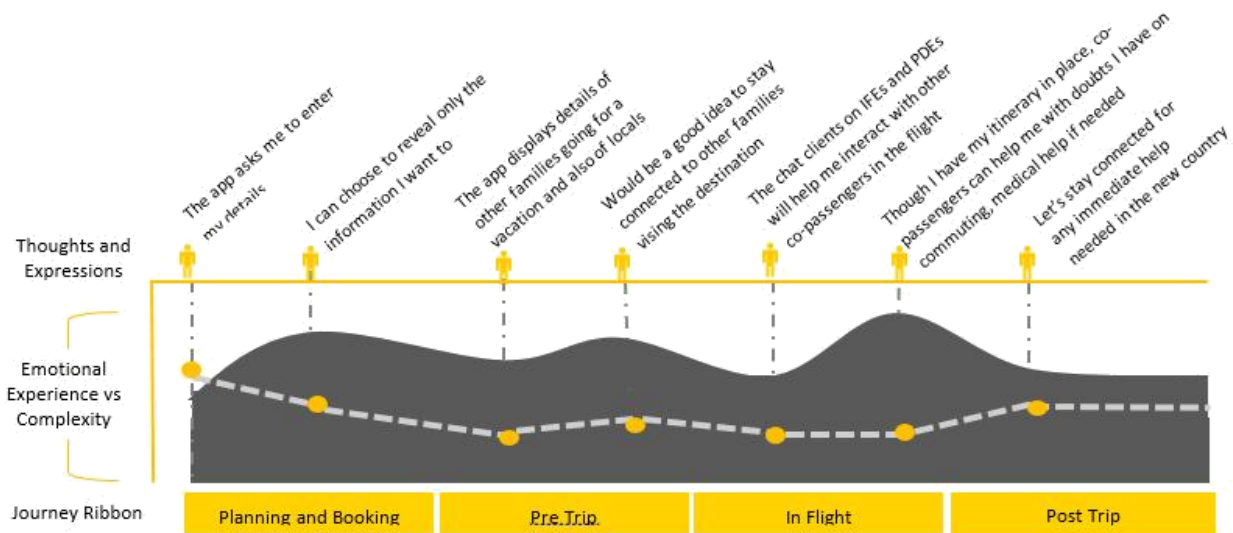 The app asks me to enter
my details
I can choose to reveal only the
information I want to
The app displays details of
other families going for a
vacation and also of locals
Would be a good idea to stay
connected to other families
vising the destination
The chat clients on IFEs and PDEs
will help me interact with other
co-passengers in the flight
Though I have my itinerary in place, co-
passengers can help me with doubts I have on
commuting, medical help if needed
Let's stay connected for
any immediate help
needed in the new country
Thoughts and
Expressions
Emotional
Experience vs
Complexity
Journey Ribbon
Planning and Booking
Pre Trip
In Flight
Post Trip